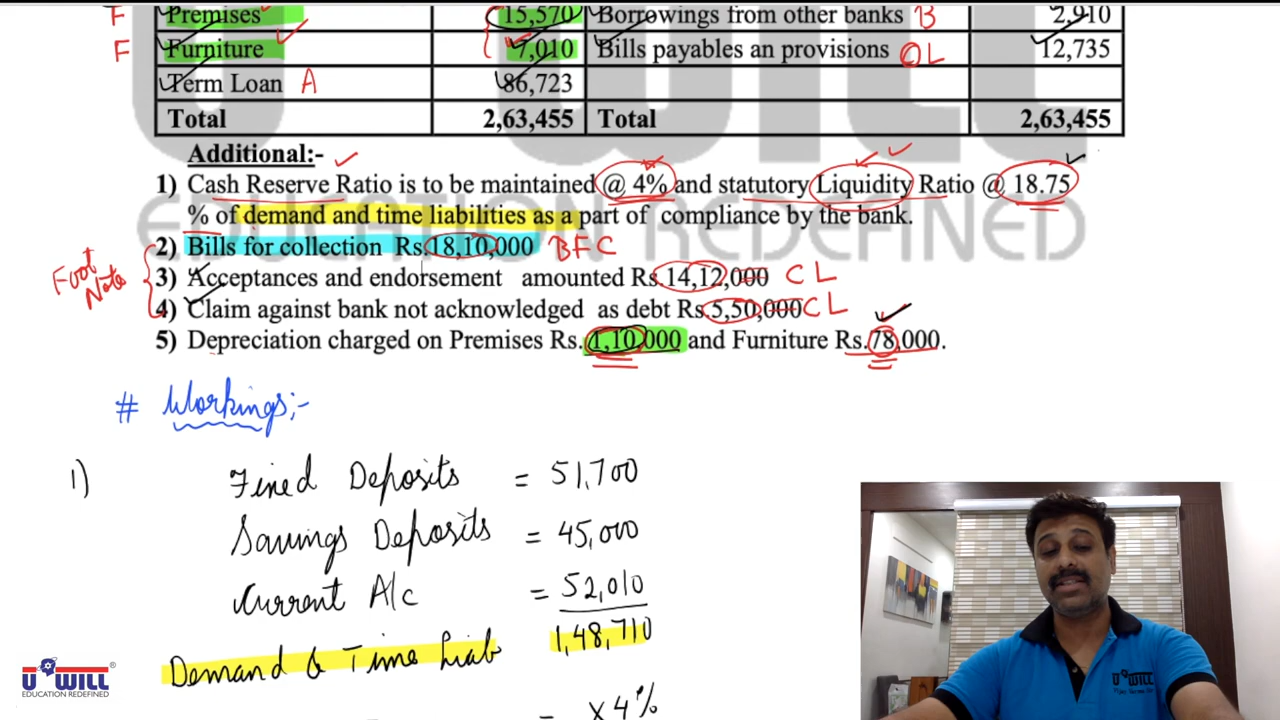 F Premises 15,570 Borrowings from other banks B 2,910
F Furniture 7,010 Bills payables an provisions OL 12,735
Term Loan A 86,723
Total 2,63,455 Total 2,63,455
Additional:-
1) Cash Reserve Ratio is to be maintained @ 4% and statutory Liquidity Ratio @ 18.75
% of demand and time liabilities as a part of compliance by the bank.
2) Bills for collection Rs.18,10,000 BFC
Foot Note
3) Acceptances and endorsement amounted Rs.14,12,000 CL
4) Claim against bank not acknowledged as debt Rs.5,50,000 CL
5) Depreciation charged on Premises Rs.1,10,000 and Furniture Rs.78,000.
# Workings:-
1) Fixed Deposits = 51,700
Savings Deposits = 45,000
Current A/c = 52,010
Demand & Time Liab 1,48,710
= x 4%
U WILL
EDUCATION REDEFINED
U WILL
EDUCATION REDEFINED
U WILL